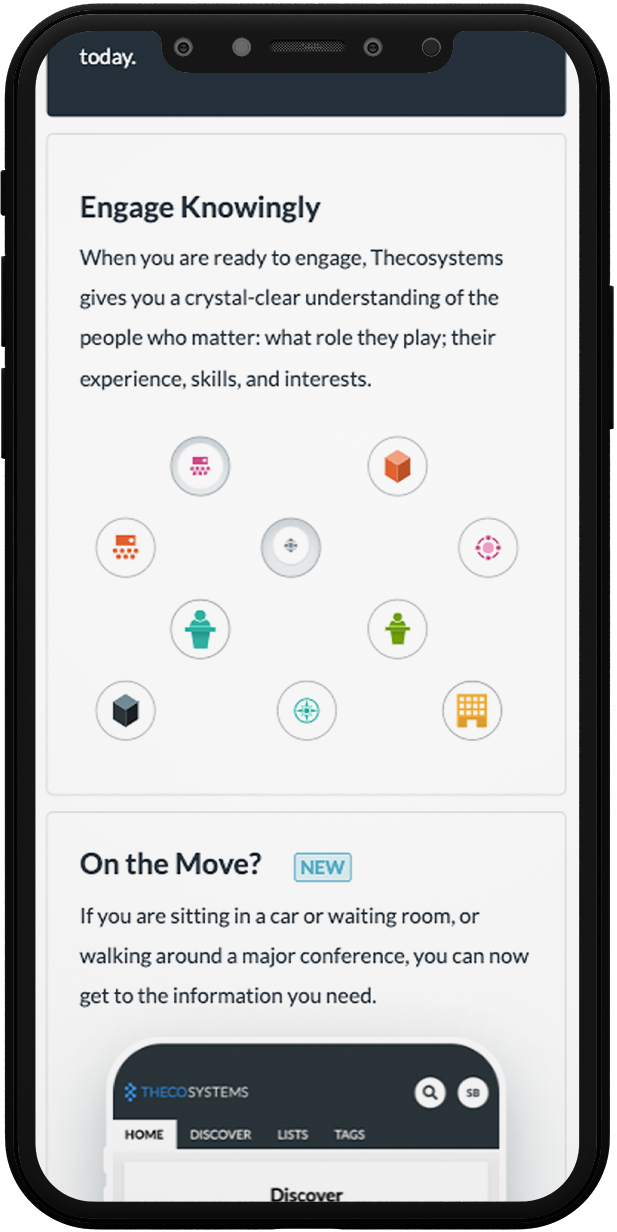 today.
Engage Knowingly
When you are ready to engage, Thecosystems
gives you a crystal-clear understanding of the
people who matter: what role they play; their
experience, skills, and interests.
On the Move? NEW
If you are sitting in a car or waiting room, or
walking around a major conference, you can now
get to the information you need.
THECOSYSTEMS SB
HOME DISCOVER LISTS TAGS
Discover